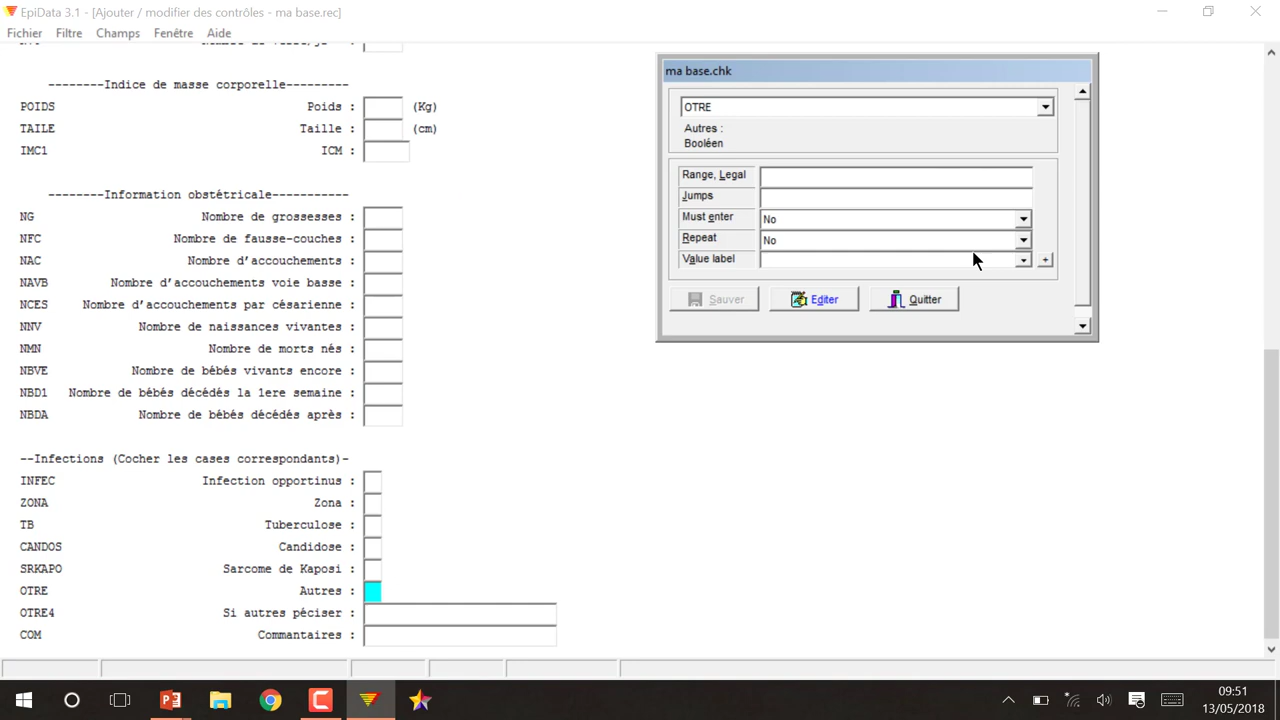 EpiData 3.1 - [Ajouter / modifier des contrôles - ma base.rec]
Fichier Filtre Champs Fenêtre Aide
--------Indice de masse corporelle---------
POIDS Poids : (Kg)
TAILE Taille : (cm)
IMC1 ICM :
--------Information obstétricale-----------
NG Nombre de grossesses :
NFC Nombre de fausse-couches :
NAC Nombre d'accouchements :
NAVB Nombre d'accouchements voie basse :
NCES Nombre d'accouchements par césarienne :
NNV Nombre de naissances vivantes :
NMN Nombre de morts nés :
NBVE Nombre de bébés vivants encore :
NBD1 Nombre de bébés décédés la 1ere semaine :
NBDA Nombre de bébés décédés après :
--Infections (Cocher les cases correspondants)-
INFEC Infection opportinus :
ZONA Zona :
TB Tuberculose :
CANDOS Candidose :
SRKAPO Sarcome de Kaposi :
OTRE Autres :
OTRE4 Si autres péciser :
COM Commantaires :
ma base.chk
OTRE
Autres :
Booléen
Range, Legal
Jumps
Must enter No
Repeat No
Value label +
Sauver Editer Quitter
09:51
13/05/2018